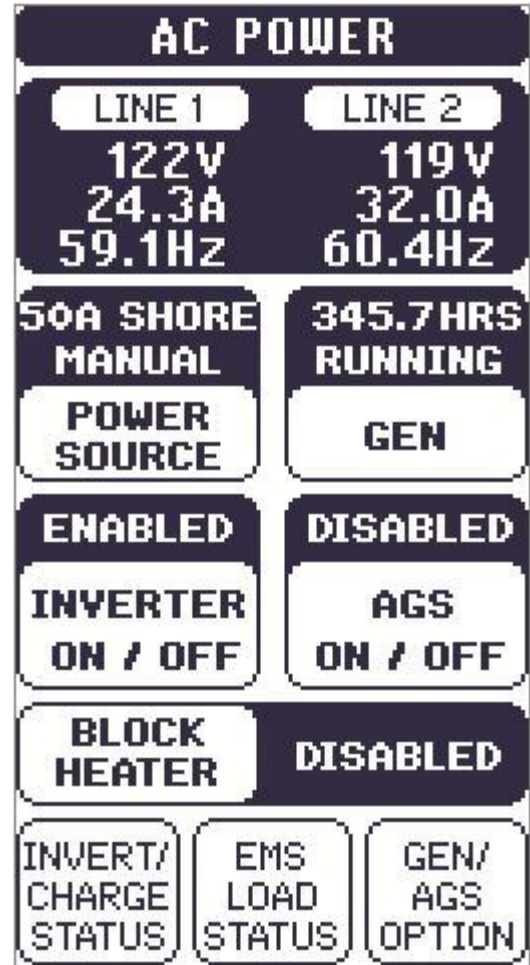 AC POWER
LINE 1 LINE 2
122V 119V
24.3A 32.0A
59.1Hz 60.4Hz
50A SHORE
MANUAL
POWER
SOURCE
345.7HRS
RUNNING
GEN
ENABLED
INVERTER
ON / OFF
DISABLED
AGS
ON / OFF
BLOCK
HEATER
DISABLED
INVERT/
CHARGE
STATUS
EMS
LOAD
STATUS
GEN/
AGS
OPTION